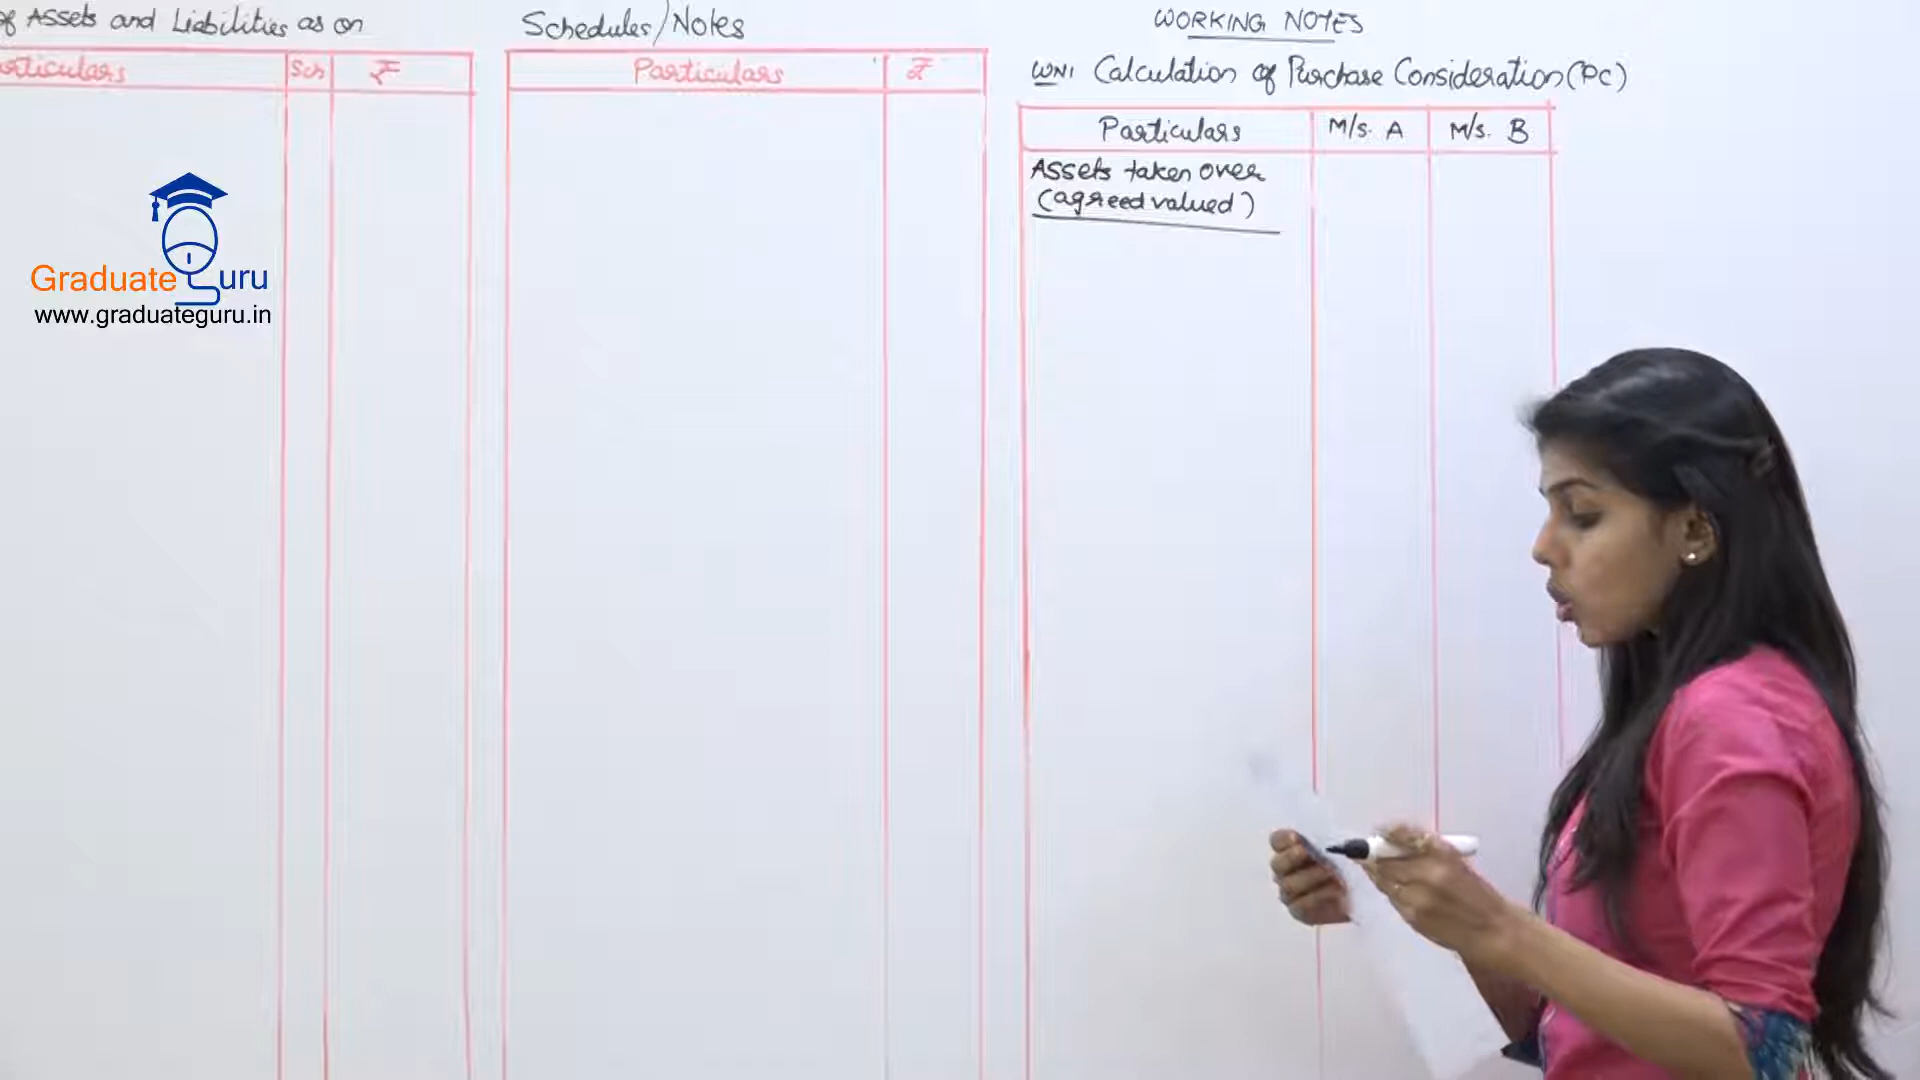 of Assets and Liabilities as on
Particulars Sch ₹
Schedules/Notes
Particulars ₹
WORKING NOTES
WN1 Calculation of Purchase Consideration (PC)
Particulars M/s. A M/s. B
Assets taken over
(agreed valued)
Graduate Guru
www.graduateguru.in